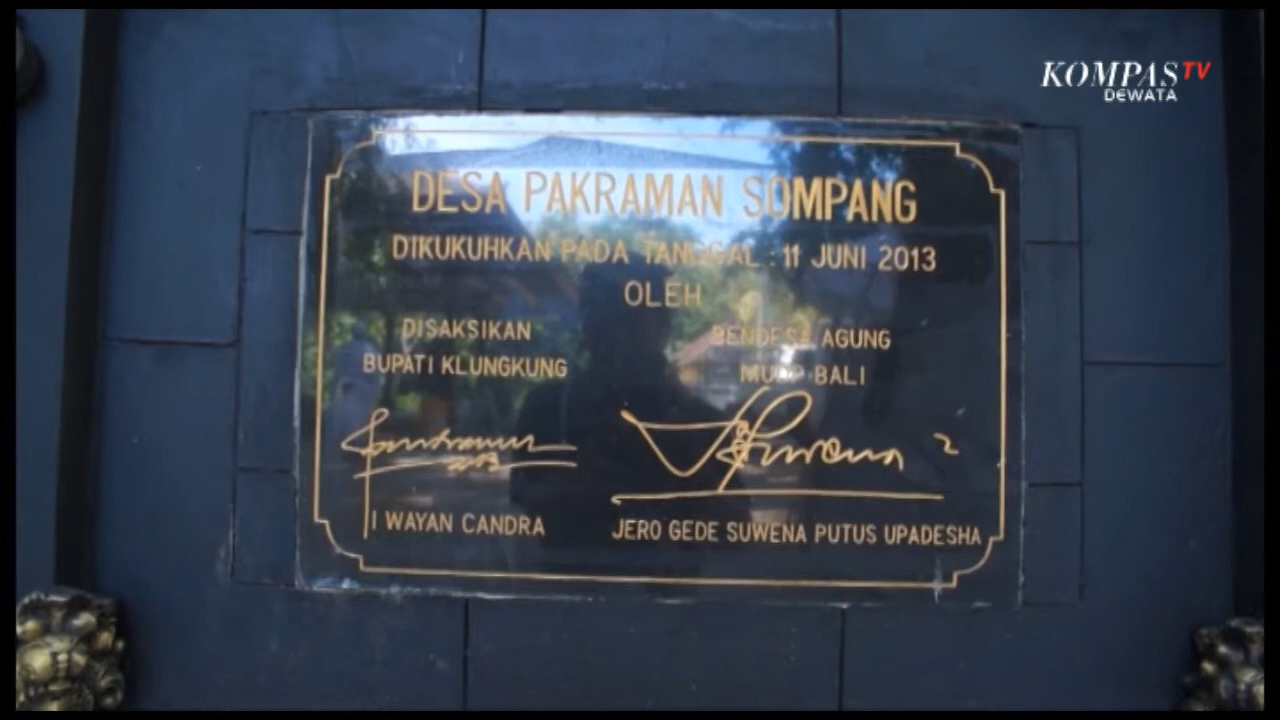 KOMPAS TV
DEWATA
DESA PAKRAMAN SOMPANG
DIKUKUHKAN PADA TANGGAL : 11 JUNI 2013
OLEH
DISAKSIKAN
BUPATI KLUNGKUNG
BENDESA AGUNG
MUDP BALI
I WAYAN CANDRA
JERO GEDE SUWENA PUTUS UPADESHA